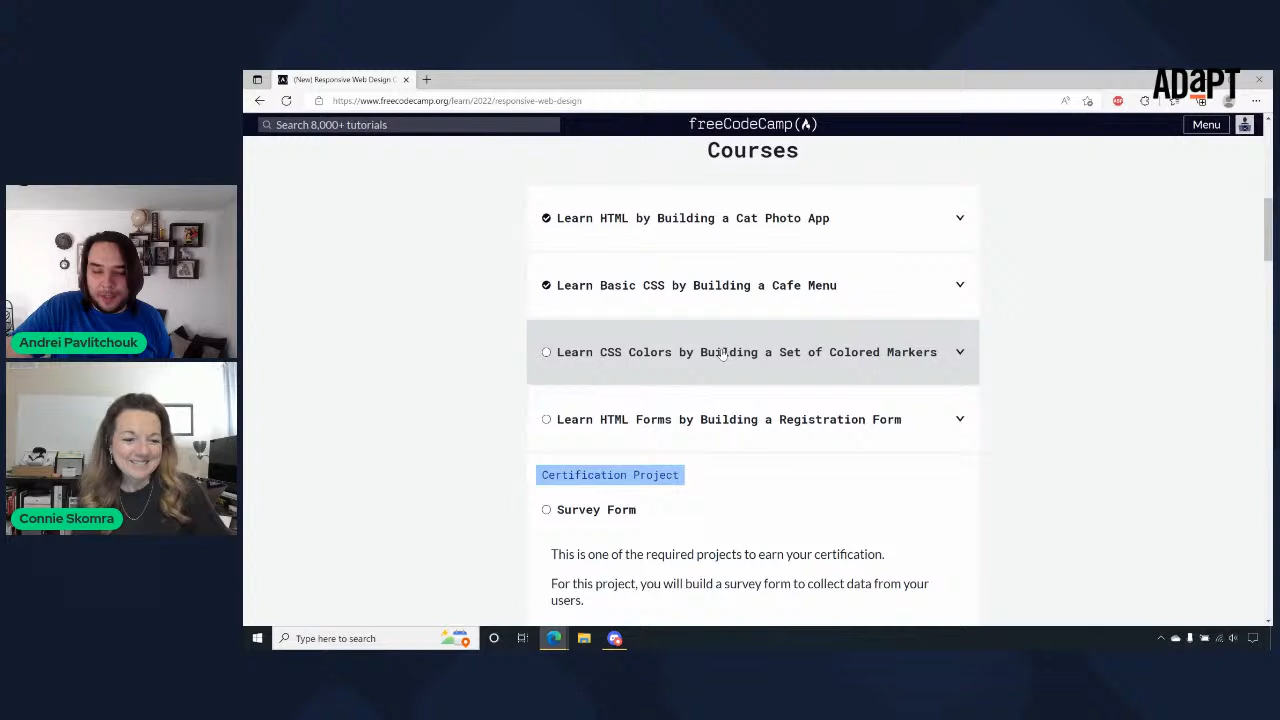 ADaPT
(New) Responsive Web Design C
https://www.freecodecamp.org/learn/2022/responsive-web-design
Search 8,000+ tutorials
freeCodeCamp
Menu
Courses
Learn HTML by Building a Cat Photo App
Learn Basic CSS by Building a Cafe Menu
Learn CSS Colors by Building a Set of Colored Markers
Learn HTML Forms by Building a Registration Form
Certification Project
Survey Form
This is one of the required projects to earn your certification.
For this project, you will build a survey form to collect data from your
users.
Andrei Pavlitchouk
Connie Skomra
Type here to search